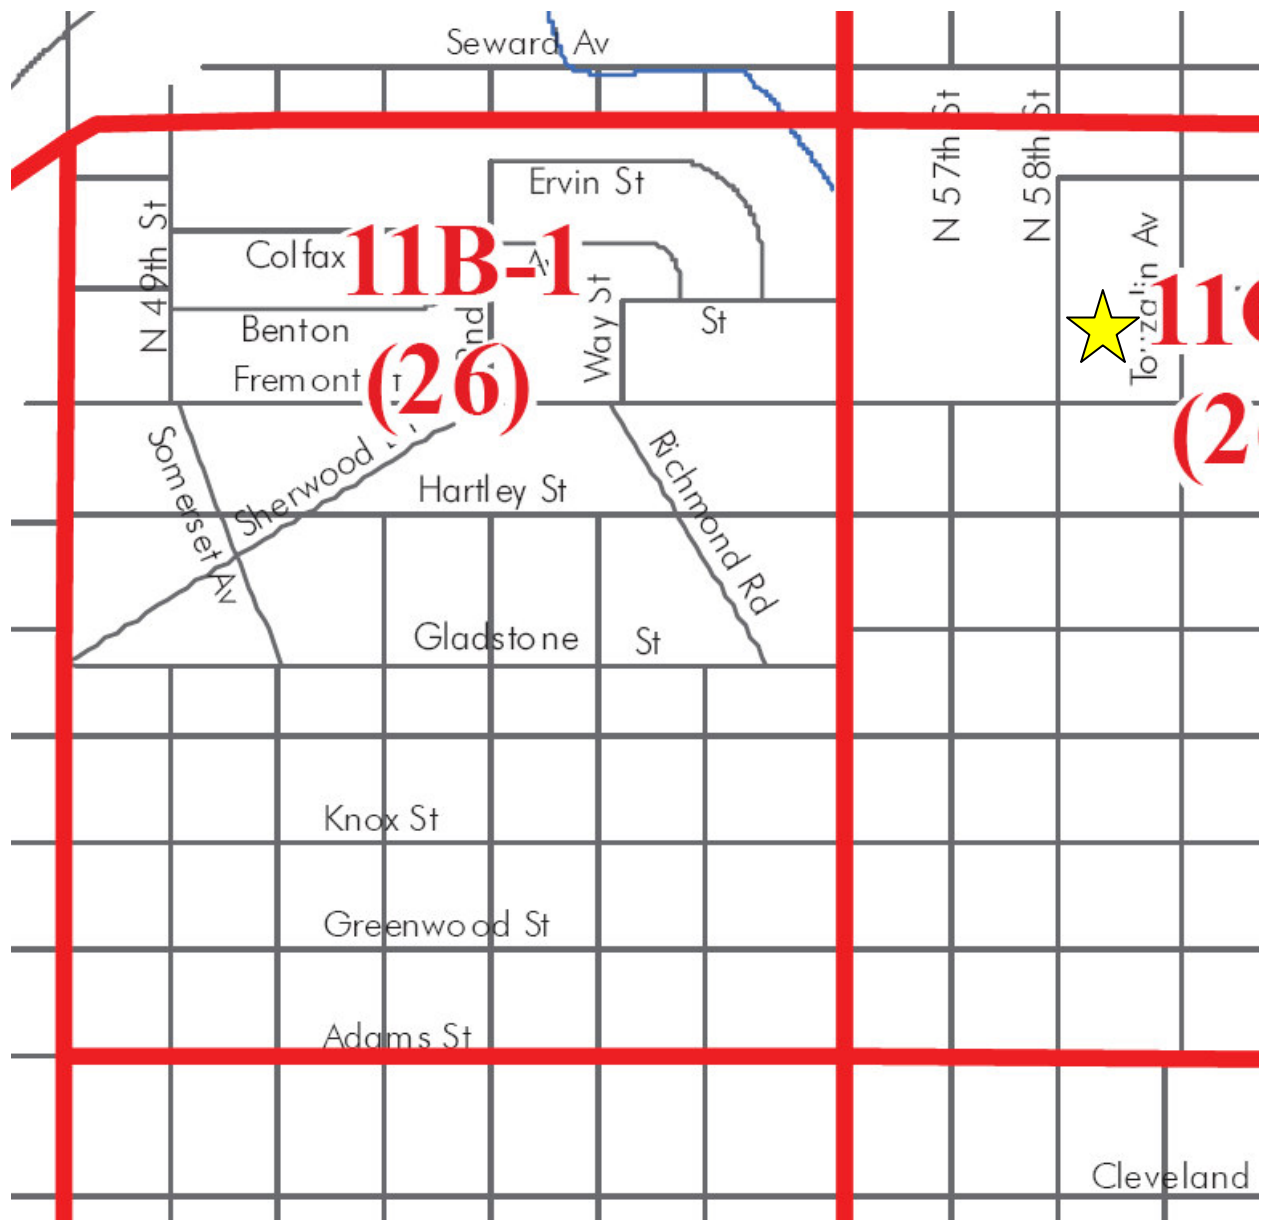 Seward Av
N 57th St
N 58th St
Ervin St
N 49th St
Colfax
11B-1
Av
Benton
Way St
St
Fremont
(26)
Somerset Av
Sherwood
Richmond Rd
Hartley St
Gladstone St
Knox St
Greenwood St
Adams St
Cleveland